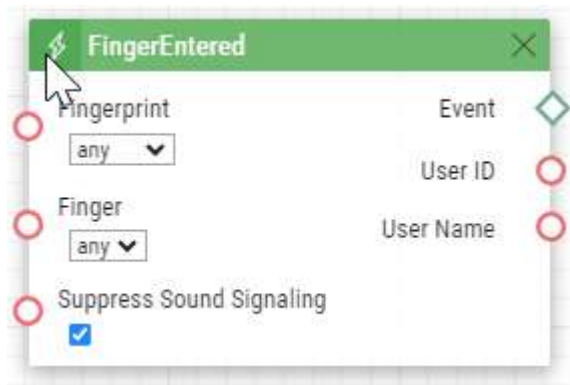 FingerEntered
Fingerprint
Event
any
User ID
Finger
User Name
any
Suppress Sound Signaling